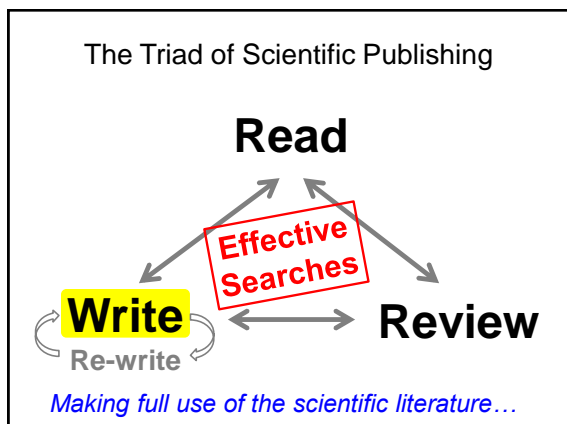 The Triad of Scientific Publishing
Read
Effective
Searches
Write
Review
Re-write
Making full use of the scientific literature…